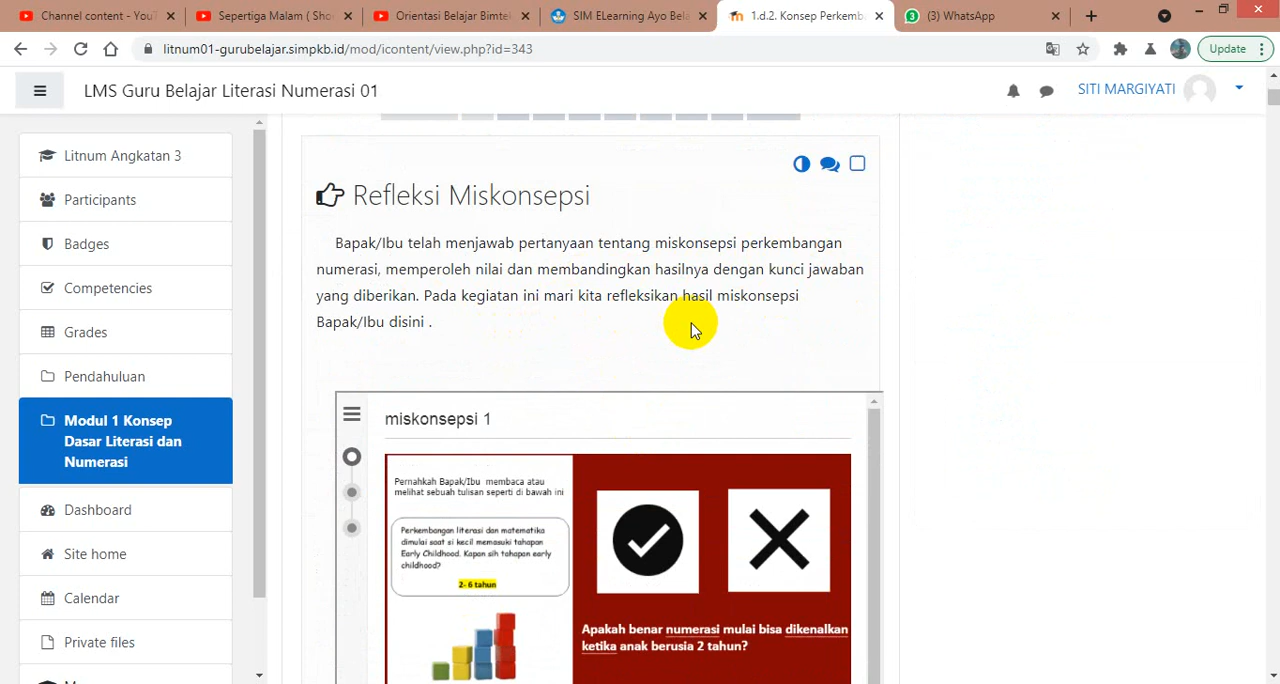 Channel content - YouT
Sepertiga Malam ( Sho
Orientasi Belajar Bimte
SIM ELearning Ayo Bela
1.d.2. Konsep Perkemb
(3) WhatsApp
litnum01-gurubelajar.simpkb.id/mod/icontent/view.php?id=343
Update
LMS Guru Belajar Literasi Numerasi 01
SITI MARGIYATI
Litnum Angkatan 3
Participants
Badges
Competencies
Grades
Pendahuluan
Modul 1 Konsep
Dasar Literasi dan
Numerasi
Dashboard
Site home
Calendar
Private files
Refleksi Miskonsepsi
Bapak/Ibu telah menjawab pertanyaan tentang miskonsepsi perkembangan
numerasi, memperoleh nilai dan membandingkan hasilnya dengan kunci jawaban
yang diberikan. Pada kegiatan ini mari kita refleksikan hasil miskonsepsi
Bapak/Ibu disini .
miskonsepsi 1
Pernahkah Bapak/Ibu membaca atau
melihat sebuah tulisan seperti di bawah ini
Perkembangan literasi dan matematika
dimulai saat si kecil memasuki tahapan
Early Childhood. Kapan sih tahapan early
childhood?
2- 6 tahun
Apakah benar numerasi mulai bisa dikenalkan
ketika anak berusia 2 tahun?